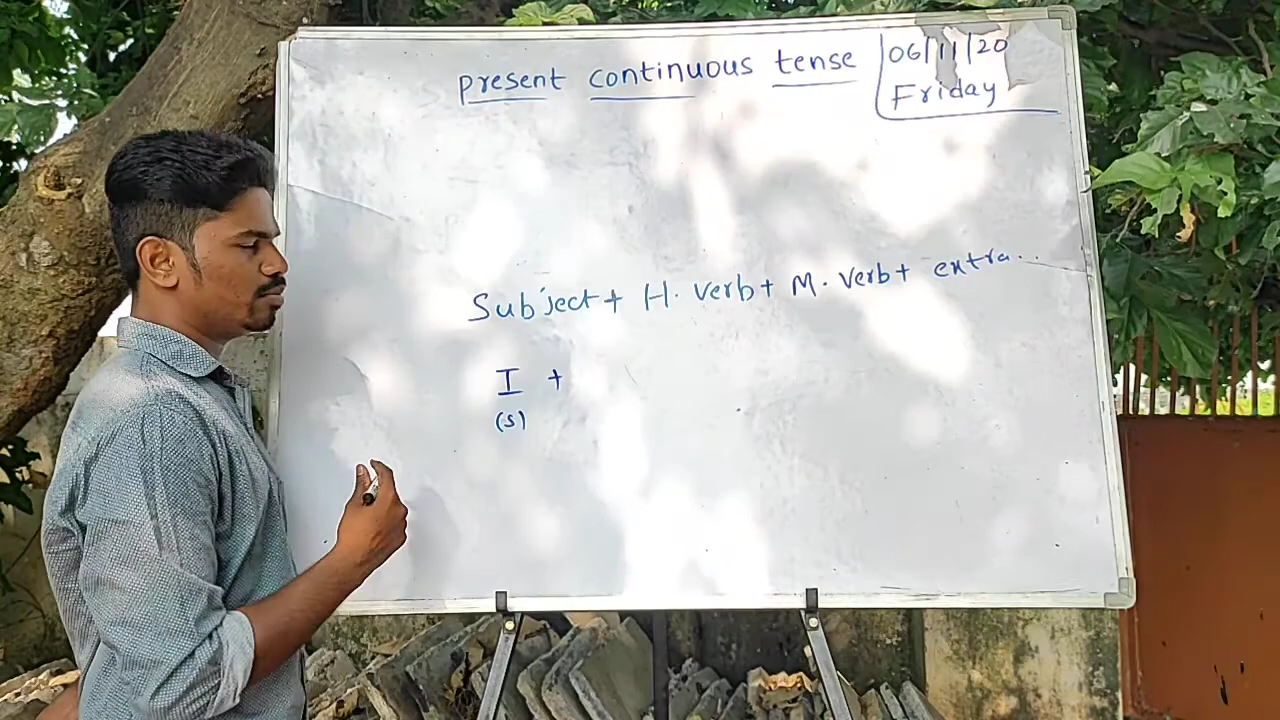 present continuous tense
06/11/20
Friday
Subject + H. verb + M. verb + extra...
I +
(s)